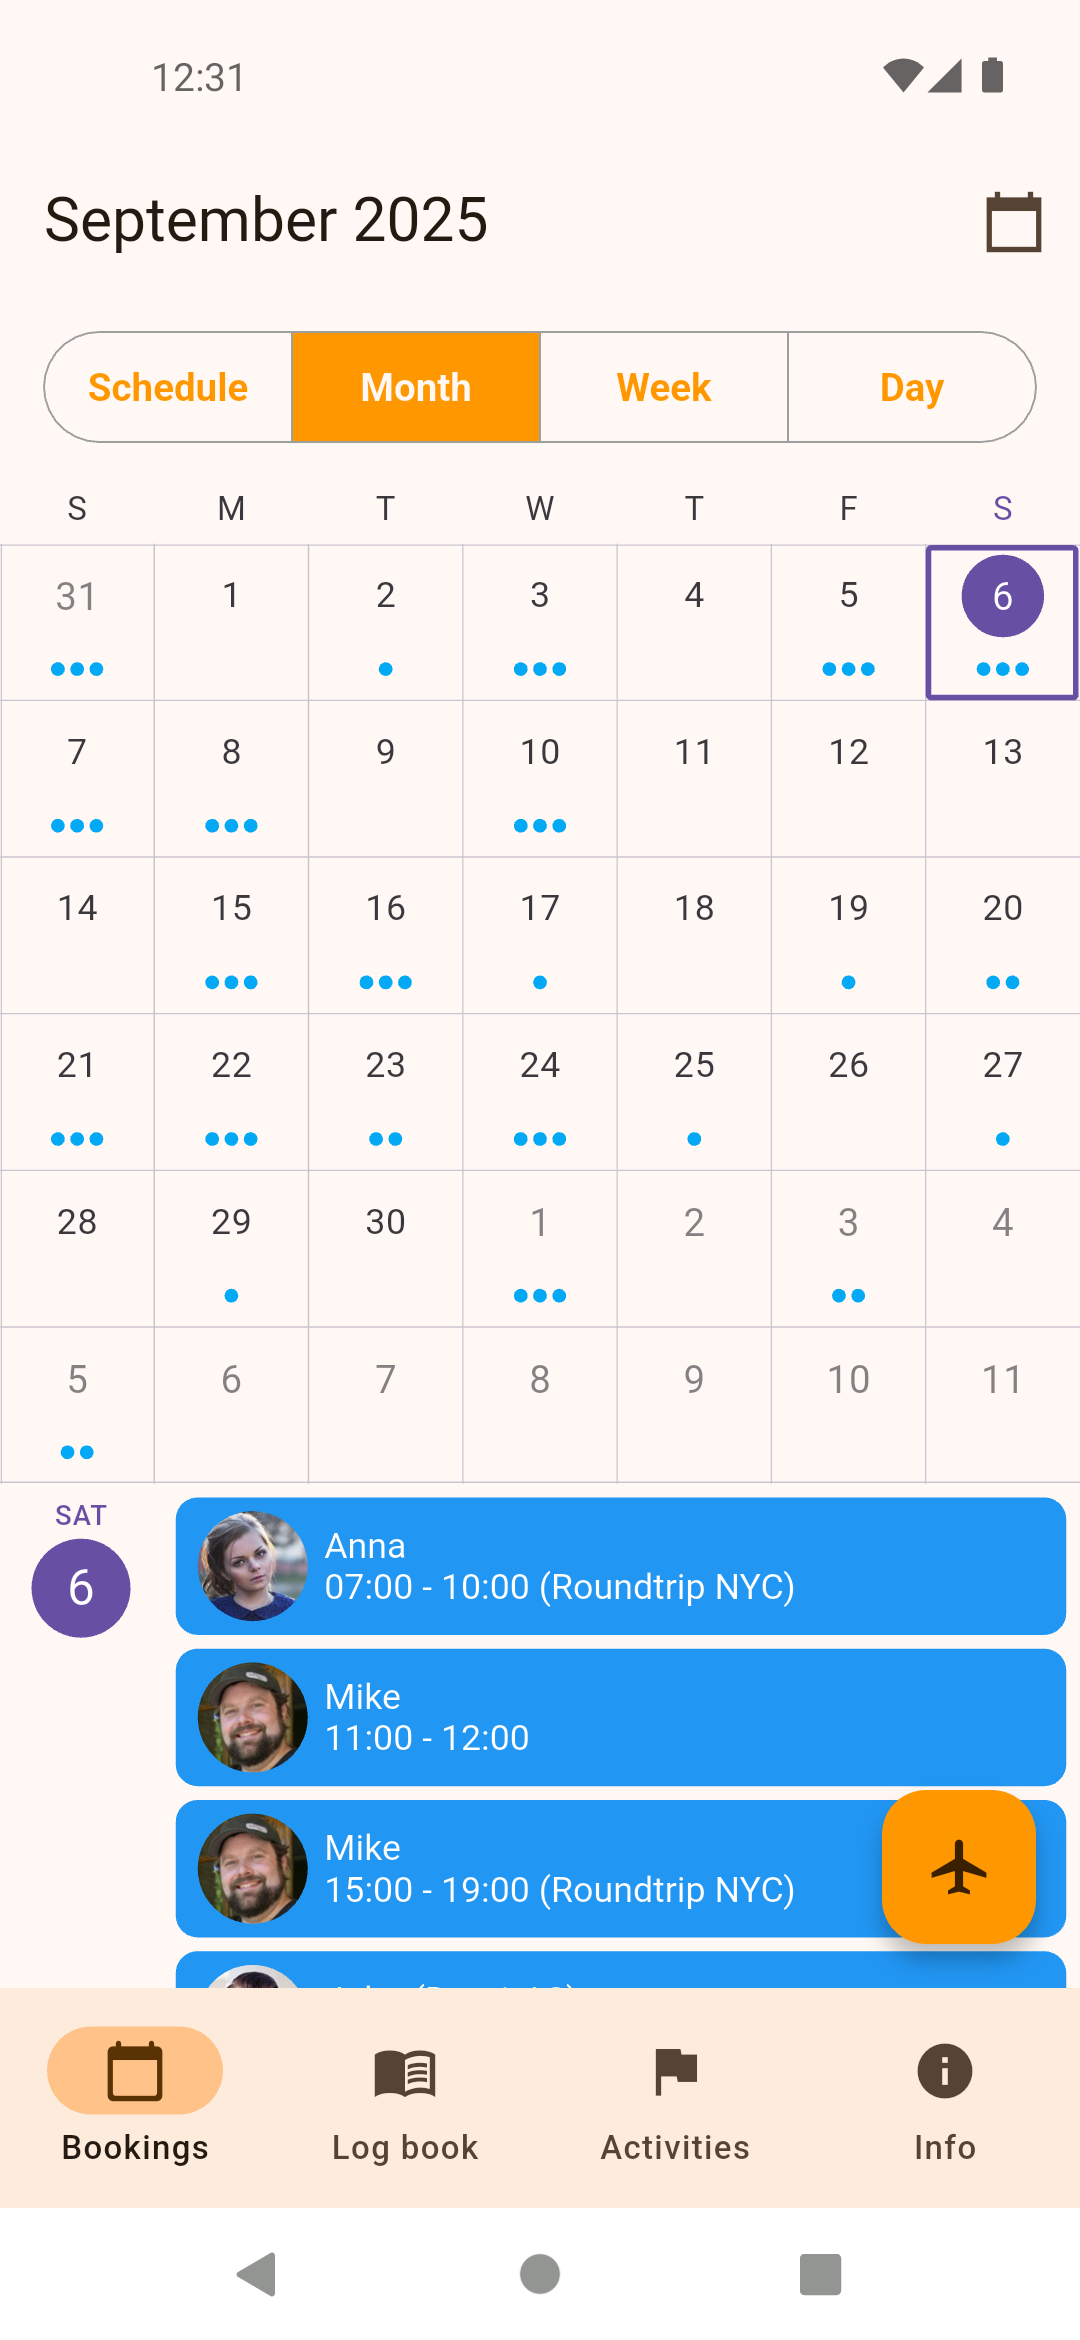 12:31
September 2025
Schedule Month Week Day
S M T W T F S
31 1 2 3 4 5 6
7 8 9 10 11 12 13
14 15 16 17 18 19 20
21 22 23 24 25 26 27
28 29 30 1 2 3 4
5 6 7 8 9 10 11
SAT
6
Anna
07:00 - 10:00 (Roundtrip NYC)
Mike
11:00 - 12:00
Mike
15:00 - 19:00 (Roundtrip NYC)
Bookings Log book Activities Info